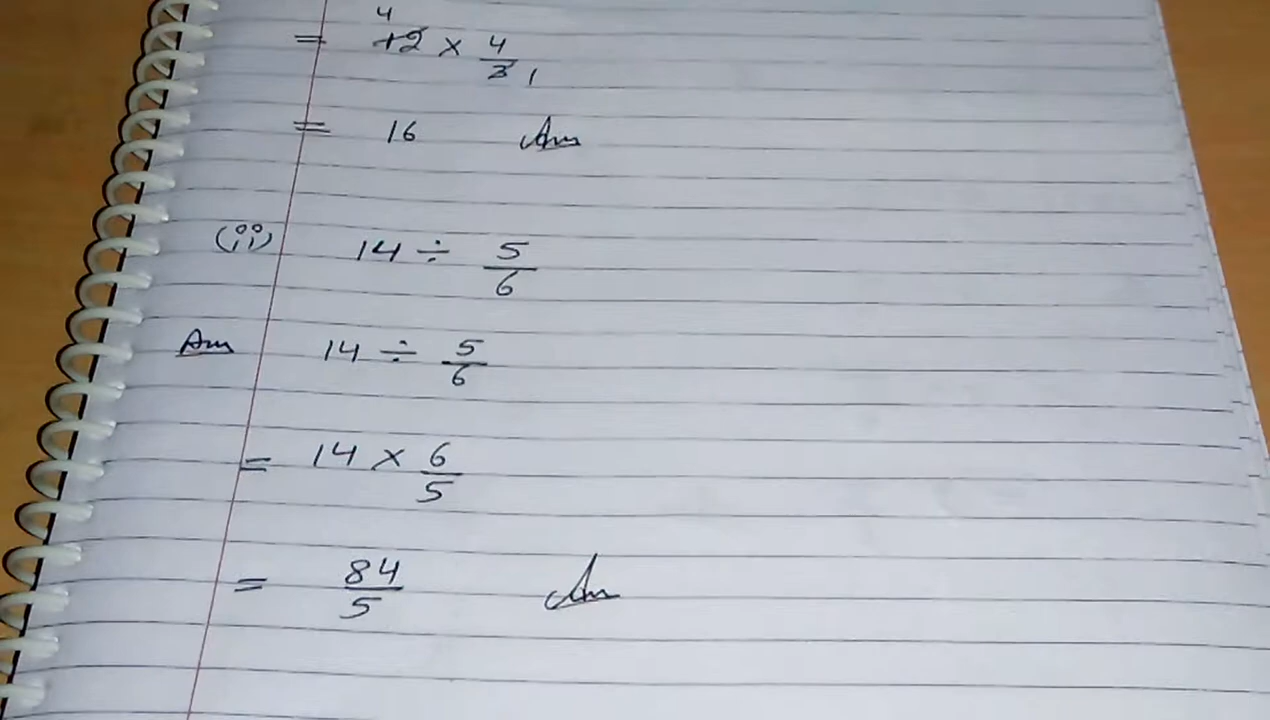 4
= 12 × 4/3 1
= 16 Ans
(ii) 14 ÷ 5/6
Ans 14 ÷ 5/6
= 14 × 6/5
= 84/5 Ans